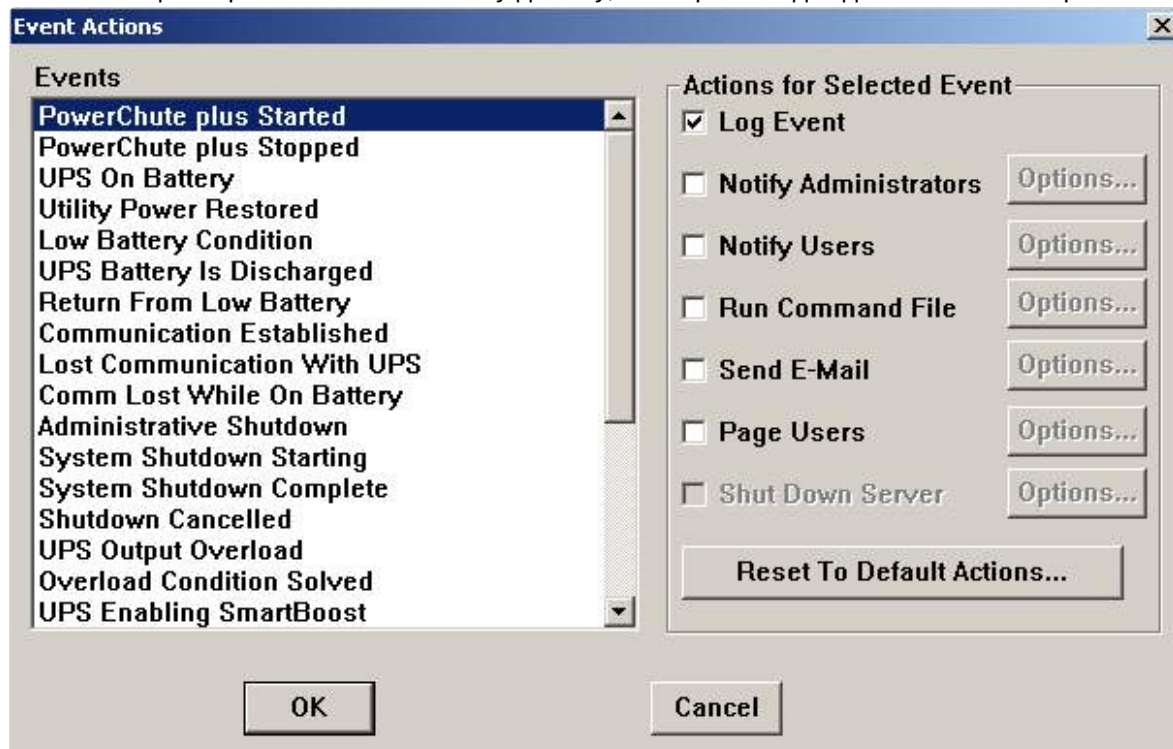 Event Actions
Events
PowerChute plus Started
PowerChute plus Stopped
UPS On Battery
Utility Power Restored
Low Battery Condition
UPS Battery Is Discharged
Return From Low Battery
Communication Established
Lost Communication With UPS
Comm Lost While On Battery
Administrative Shutdown
System Shutdown Starting
System Shutdown Complete
Shutdown Cancelled
UPS Output Overload
Overload Condition Solved
UPS Enabling SmartBoost
Actions for Selected Event
Log Event
Notify Administrators Options...
Notify Users Options...
Run Command File Options...
Send E-Mail Options...
Page Users Options...
Shut Down Server Options...
Reset To Default Actions...
OK Cancel